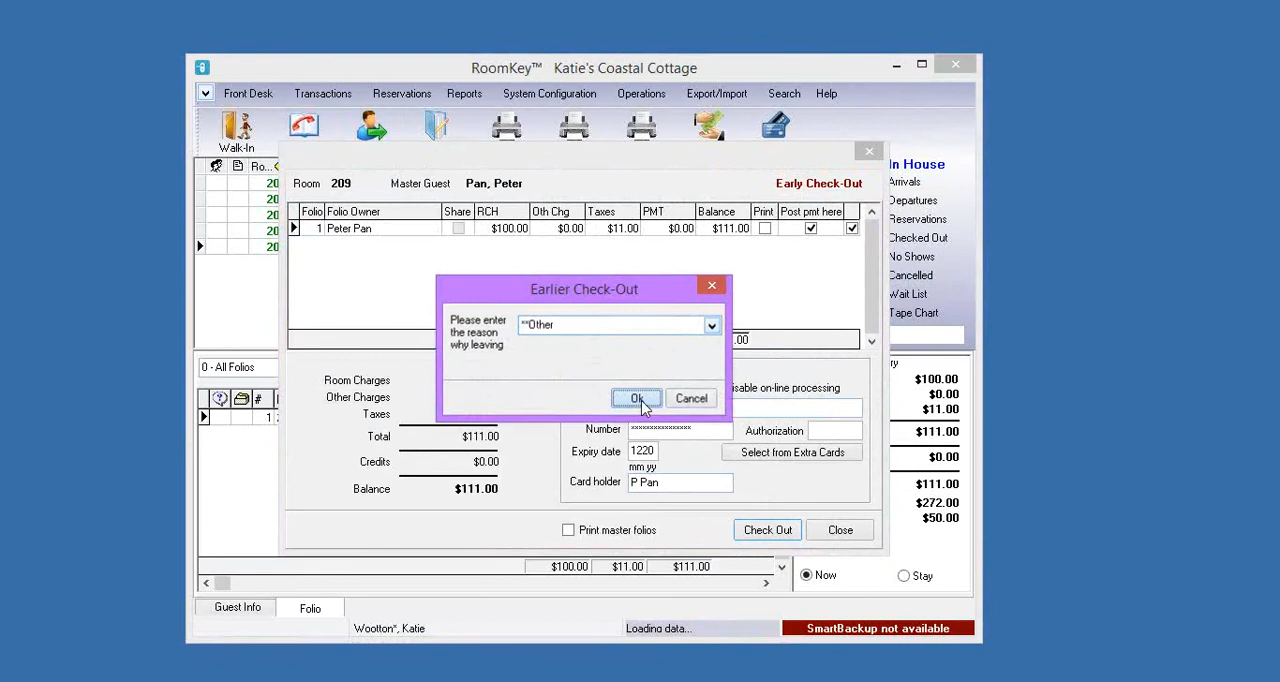 RoomKey™ Katie's Coastal Cottage
Front Desk Transactions Reservations Reports System Configuration Operations Export/Import Search Help
Walk-In
Ro...
20
20
20
20
20
Room 209 Master Guest Pan, Peter Early Check-Out
Folio Folio Owner Share RCH Oth Chg Taxes PMT Balance Print Post pmt here
1 Peter Pan $100.00 $0.00 $11.00 $0.00 $111.00
Earlier Check-Out
Please enter
the reason
why leaving
**Other
Ok Cancel
.00
In House
Arrivals
Departures
Reservations
Checked Out
No Shows
Cancelled
Wait List
Tape Chart
0 - All Folios
#
1
Room Charges
Other Charges
Taxes
Total $111.00
Credits $0.00
Balance $111.00
isable on-line processing
Number *************** Authorization
Expiry date 1220 Select from Extra Cards
mm yy
Card holder P Pan
Print master folios Check Out Close
$100.00
$0.00
$11.00
$111.00
$0.00
$111.00
$272.00
$50.00
$100.00 $11.00 $111.00
Now Stay
Guest Info Folio
Wootton*, Katie Loading data... SmartBackup not available